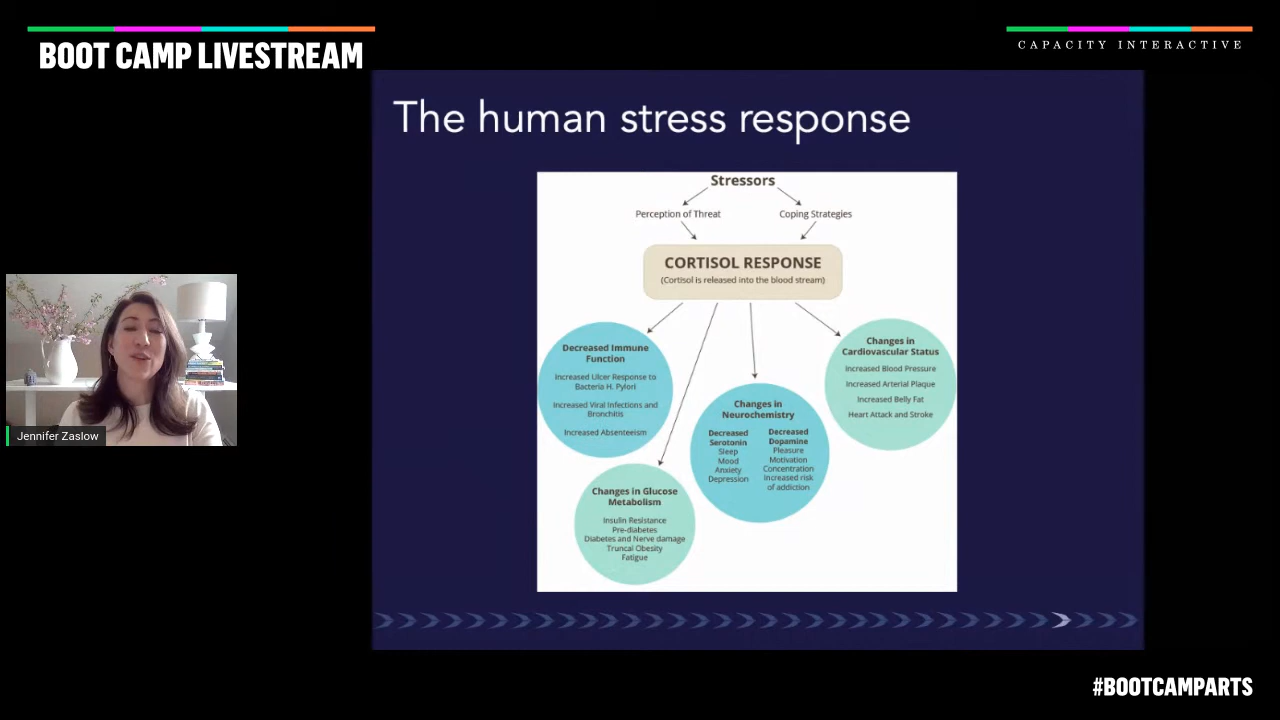 BOOT CAMP LIVESTREAM
CAPACITY INTERACTIVE
The human stress response
Stressors
Perception of Threat
Coping Strategies
CORTISOL RESPONSE
(Cortisol is released into the blood stream)
Decreased Immune
Function
Increased Ulcer Response to
Bacteria H. Pylori
Increased Viral Infections and
Bronchitis
Increased Absenteeism
Changes in Glucose
Metabolism
Insulin Resistance
Pre-diabetes
Diabetes and Nerve damage
Truncal Obesity
Fatigue
Changes in
Neurochemistry
Decreased
Serotonin
Sleep
Mood
Anxiety
Depression
Decreased
Dopamine
Pleasure
Motivation
Concentration
Increased risk
of addiction
Changes in
Cardiovascular Status
Increased Blood Pressure
Increased Arterial Plaque
Increased Belly Fat
Heart Attack and Stroke
Jennifer Zaslow
#BOOTCAMPARTS